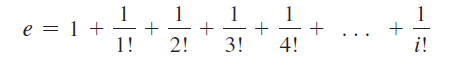 e = 1 + 1/1! + 1/2! + 1/3! + 1/4! + ... + 1/i!